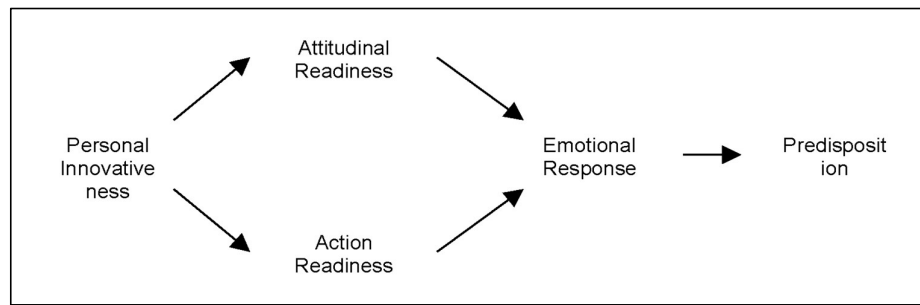 Attitudinal
Readiness
Personal
Innovative
ness
Emotional
Response
Predisposit
ion
Action
Readiness